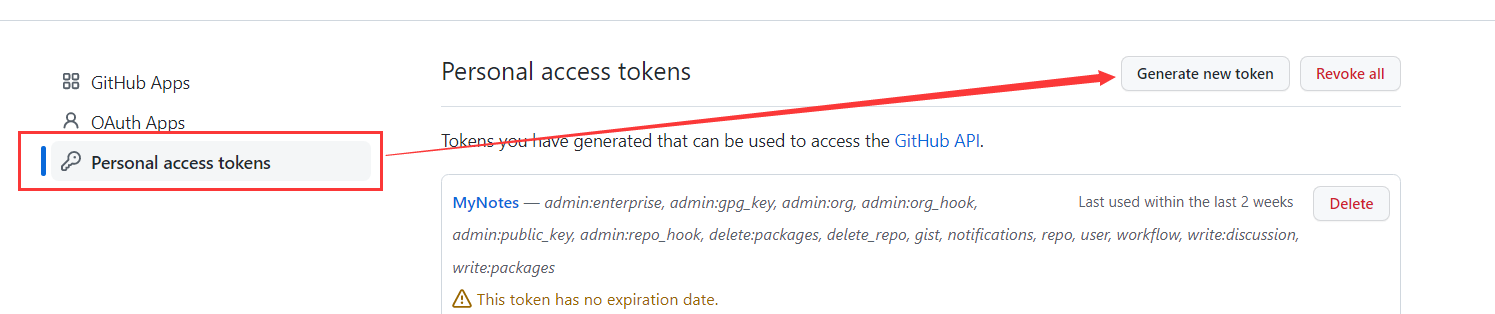 GitHub Apps
OAuth Apps
Personal access tokens
Personal access tokens
Generate new token
Revoke all
Tokens you have generated that can be used to access the GitHub API.
MyNotes — admin:enterprise, admin:gpg_key, admin:org, admin:org_hook,
Last used within the last 2 weeks
Delete
admin:public_key, admin:repo_hook, delete:packages, delete_repo, gist, notifications, repo, user, workflow, write:discussion,
write:packages
This token has no expiration date.